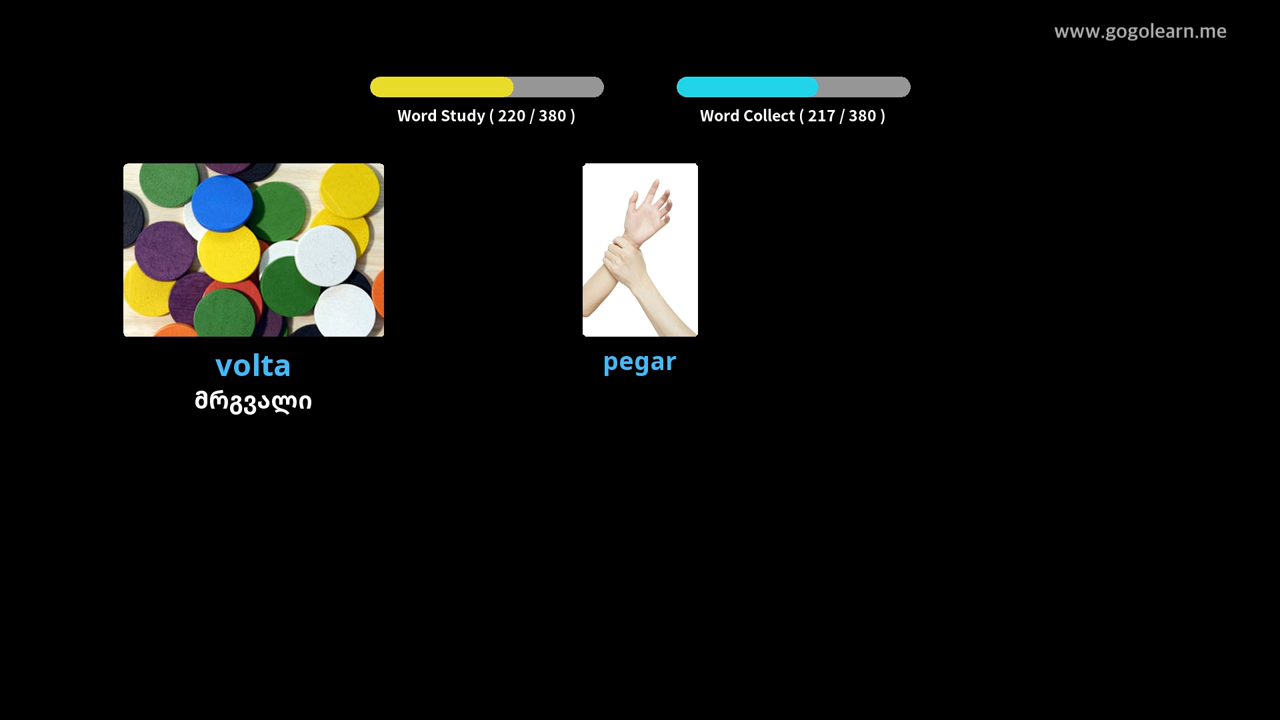 www.gogolearn.me
Word Study ( 220 / 380 )
Word Collect ( 217 / 380 )
volta
მრგვალი
pegar